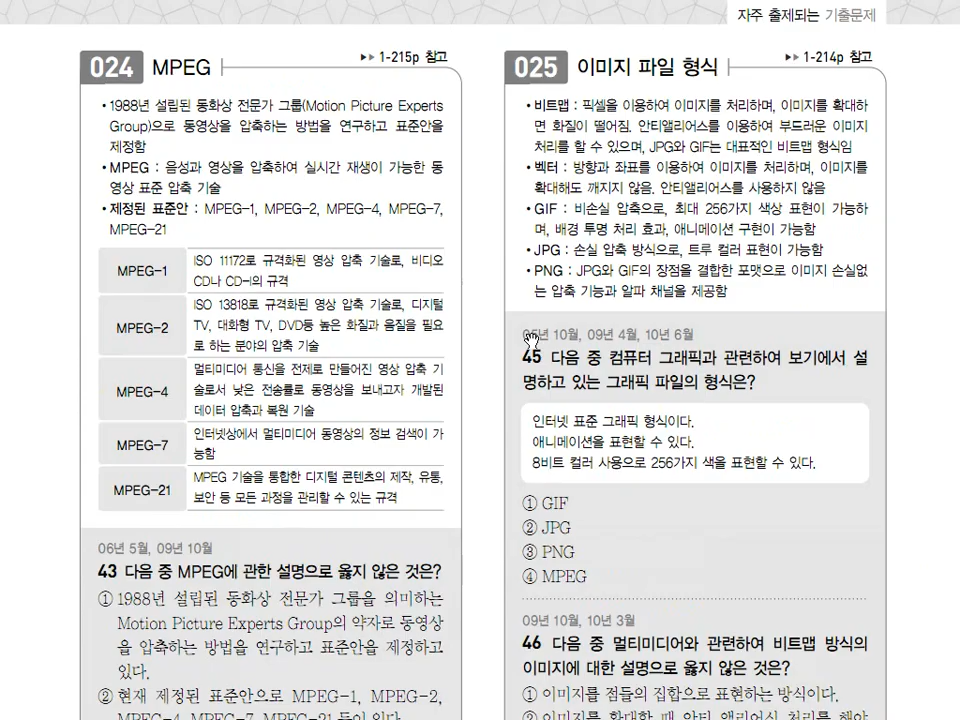 자주 출제되는 기출문제
024 MPEG
▶▶ 1-215p 참고
• 1988년 설립된 동화상 전문가 그룹(Motion Picture Experts
Group)으로 동영상을 압축하는 방법을 연구하고 표준안을
제정함
• MPEG : 음성과 영상을 압축하여 실시간 재생이 가능한 동
영상 표준 압축 기술
• 제정된 표준안 : MPEG-1, MPEG-2, MPEG-4, MPEG-7,
MPEG-21
MPEG-1
ISO 11172로 규격화된 영상 압축 기술로, 비디오
CD나 CD-I의 규격
MPEG-2
ISO 13818로 규격화된 영상 압축 기술로, 디지털
TV, 대화형 TV, DVD등 높은 화질과 음질을 필요
로 하는 분야의 압축 기술
MPEG-4
멀티미디어 통신을 전제로 만들어진 영상 압축 기
술로서 낮은 전송률로 동영상을 보내고자 개발된
데이터 압축과 복원 기술
MPEG-7
인터넷상에서 멀티미디어 동영상의 정보 검색이 가
능함
MPEG-21
MPEG 기술을 통합한 디지털 콘텐츠의 제작, 유통,
보안 등 모든 과정을 관리할 수 있는 규격
06년 5월, 09년 10월
43 다음 중 MPEG에 관한 설명으로 옳지 않은 것은?
① 1988년 설립된 동화상 전문가 그룹을 의미하는
Motion Picture Experts Group의 약자로 동영상
을 압축하는 방법을 연구하고 표준안을 제정하고
있다.
② 현재 제정된 표준안으로 MPEG-1, MPEG-2,
MPEG-4, MPEG-7, MPEG-21 등이 있다.
025 이미지 파일 형식
▶▶ 1-214p 참고
• 비트맵 : 픽셀을 이용하여 이미지를 처리하며, 이미지를 확대하
면 화질이 떨어짐. 안티앨리어스를 이용하여 부드러운 이미지
처리를 할 수 있으며, JPG와 GIF는 대표적인 비트맵 형식임
• 벡터 : 방향과 좌표를 이용하여 이미지를 처리하며, 이미지를
확대해도 깨지지 않음. 안티앨리어스를 사용하지 않음
• GIF : 비손실 압축으로, 최대 256가지 색상 표현이 가능하
며, 배경 투명 처리 효과, 애니메이션 구현이 가능함
• JPG : 손실 압축 방식으로, 트루 컬러 표현이 가능함
• PNG : JPG와 GIF의 장점을 결합한 포맷으로 이미지 손실없
는 압축 기능과 알파 채널을 제공함
10월, 09년 4월, 10년 6월
45 다음 중 컴퓨터 그래픽과 관련하여 보기에서 설
명하고 있는 그래픽 파일의 형식은?
인터넷 표준 그래픽 형식이다.
애니메이션을 표현할 수 있다.
8비트 컬러 사용으로 256가지 색을 표현할 수 있다.
① GIF
② JPG
③ PNG
④ MPEG
09년 10월, 10년 3월
46 다음 중 멀티미디어와 관련하여 비트맵 방식의
이미지에 대한 설명으로 옳지 않은 것은?
① 이미지를 점들의 집합으로 표현하는 방식이다.
② 이미지를 확대할 때 안티 앨리어싱 처리를 해야